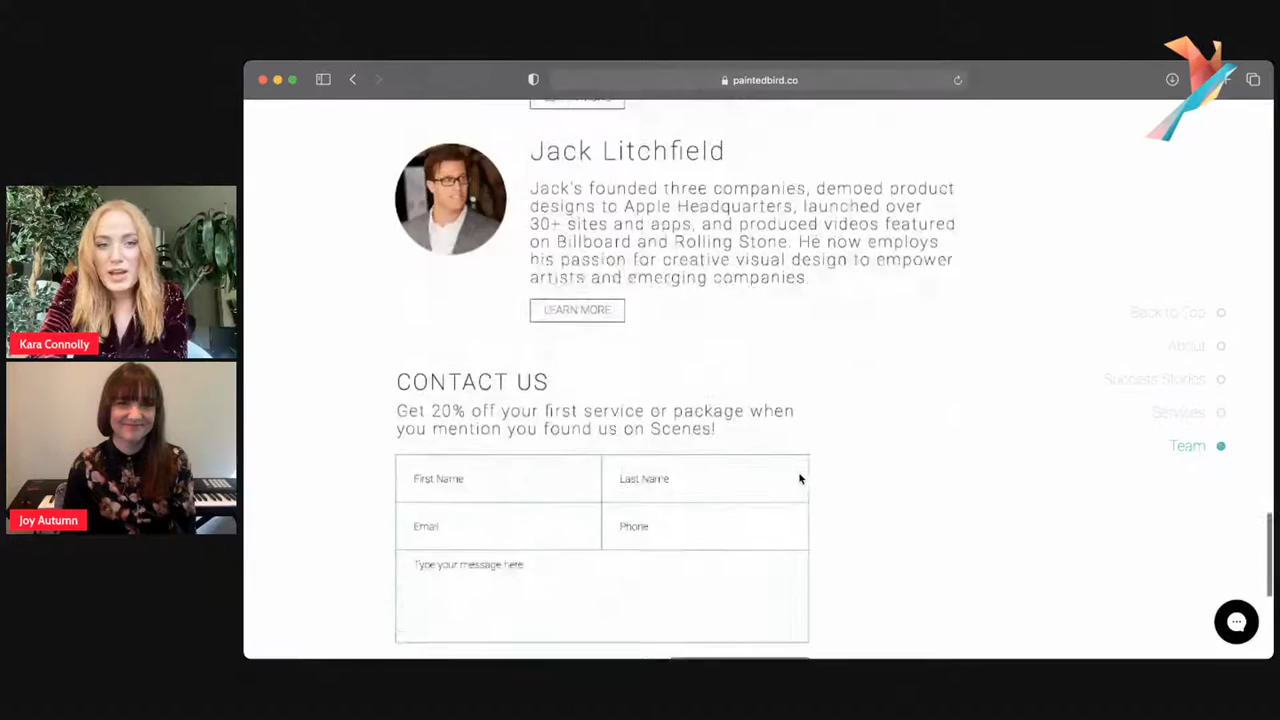 paintedbird.co
Jack Litchfield
Jack's founded three companies, demoed product
designs to Apple Headquarters, launched over
30+ sites and apps, and produced videos featured
on Billboard and Rolling Stone. He now employs
his passion for creative visual design to empower
artists and emerging companies.
LEARN MORE
Back to Top
About
Success Stories
Services
Team
CONTACT US
Get 20% off your first service or package when
you mention you found us on Scenes!
First Name
Last Name
Email
Phone
Type your message here
Kara Connolly
Joy Autumn